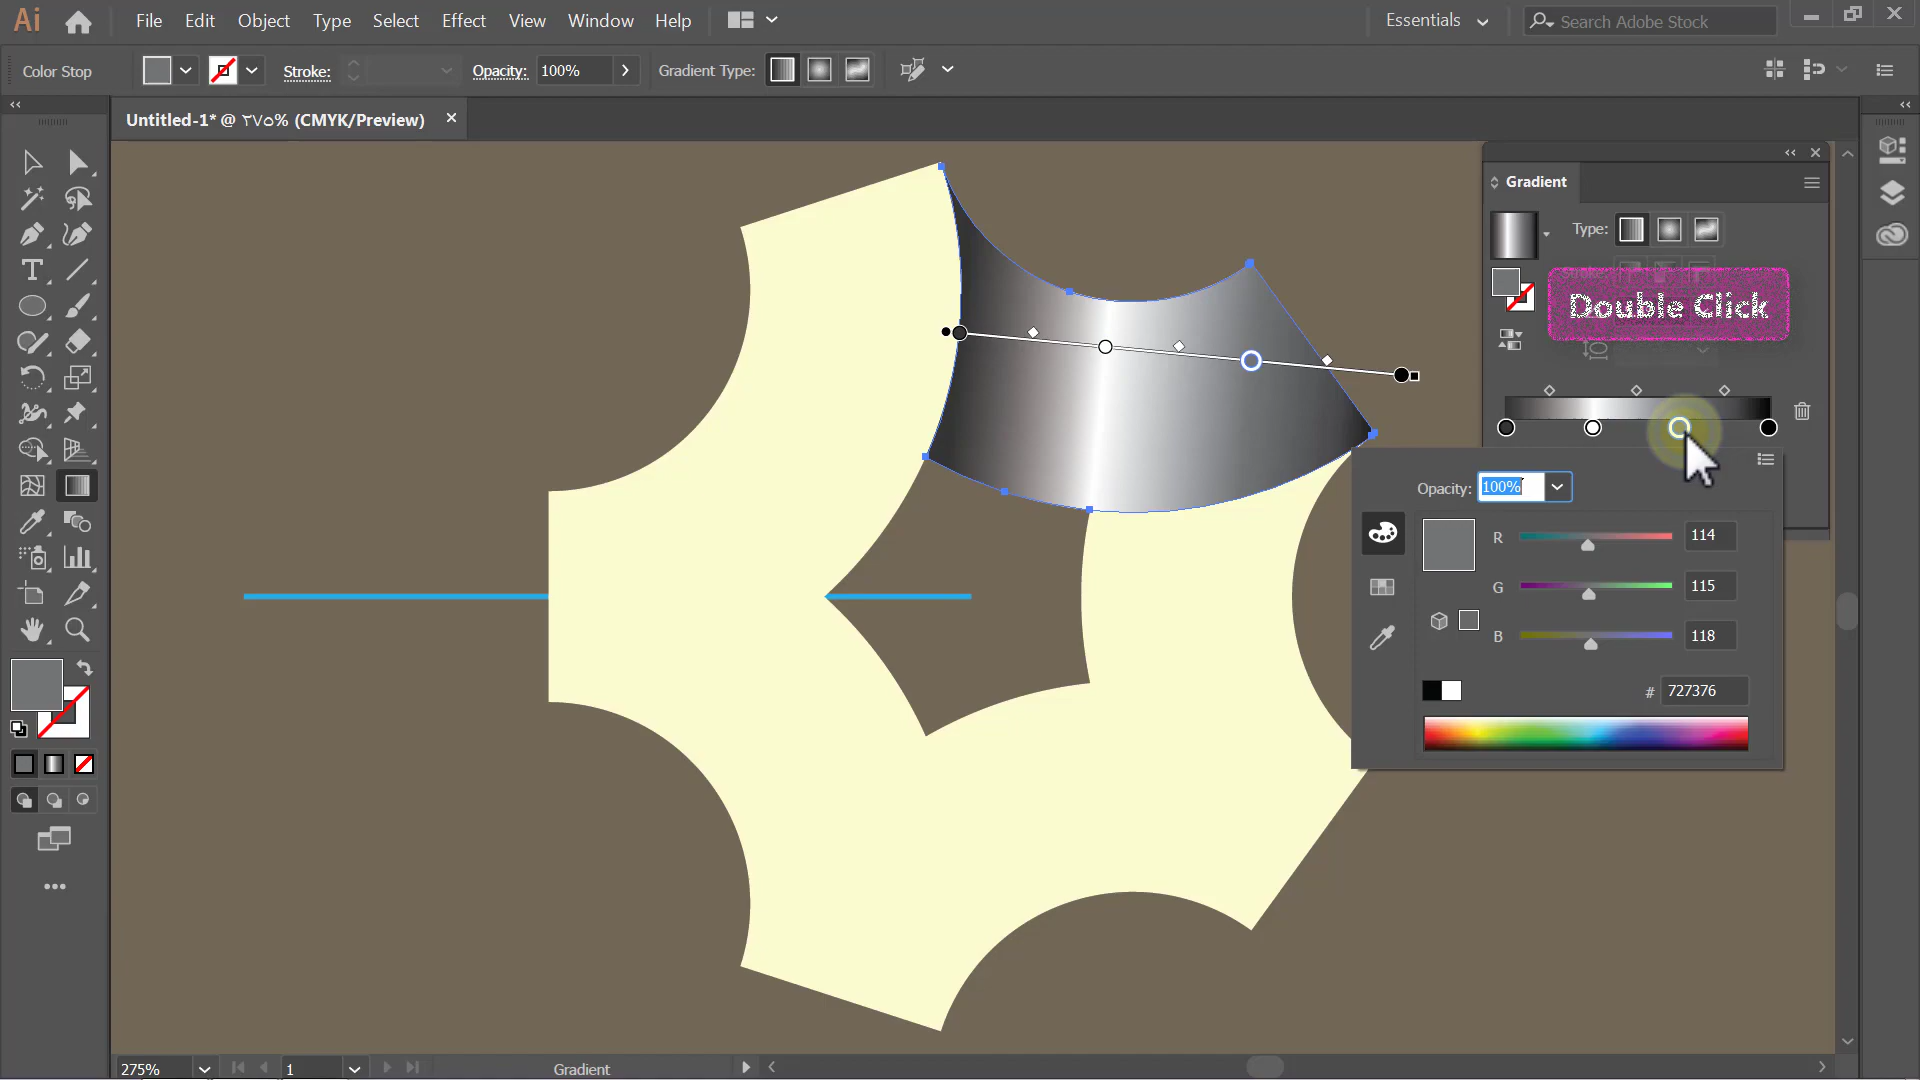 Ai
File Edit Object Type Select Effect View Window Help
Essentials
Search Adobe Stock
Color Stop
Stroke:
Opacity: 100%
Gradient Type:
Untitled-1* @ ٣٧٥% (CMYK/Preview)
Gradient
Type:
Double Click
Opacity: 100%
R 114
G 115
B 118
# 727376
275%
1
Gradient